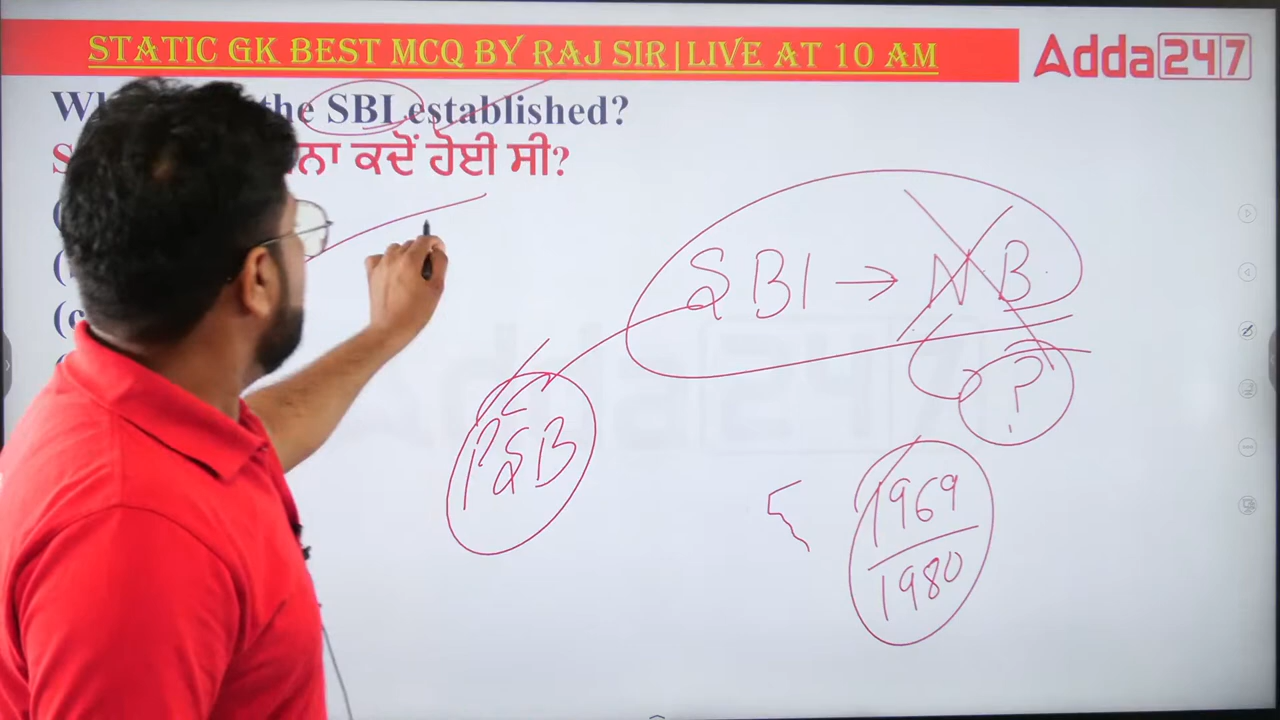 STATIC GK BEST MCQ BY RAJ SIR|LIVE AT 10 AM
Adda247
the SBI established?
ਕਦੋਂ ਹੋਈ ਸੀ?
SBI → NB
?
PSB
1969
1980